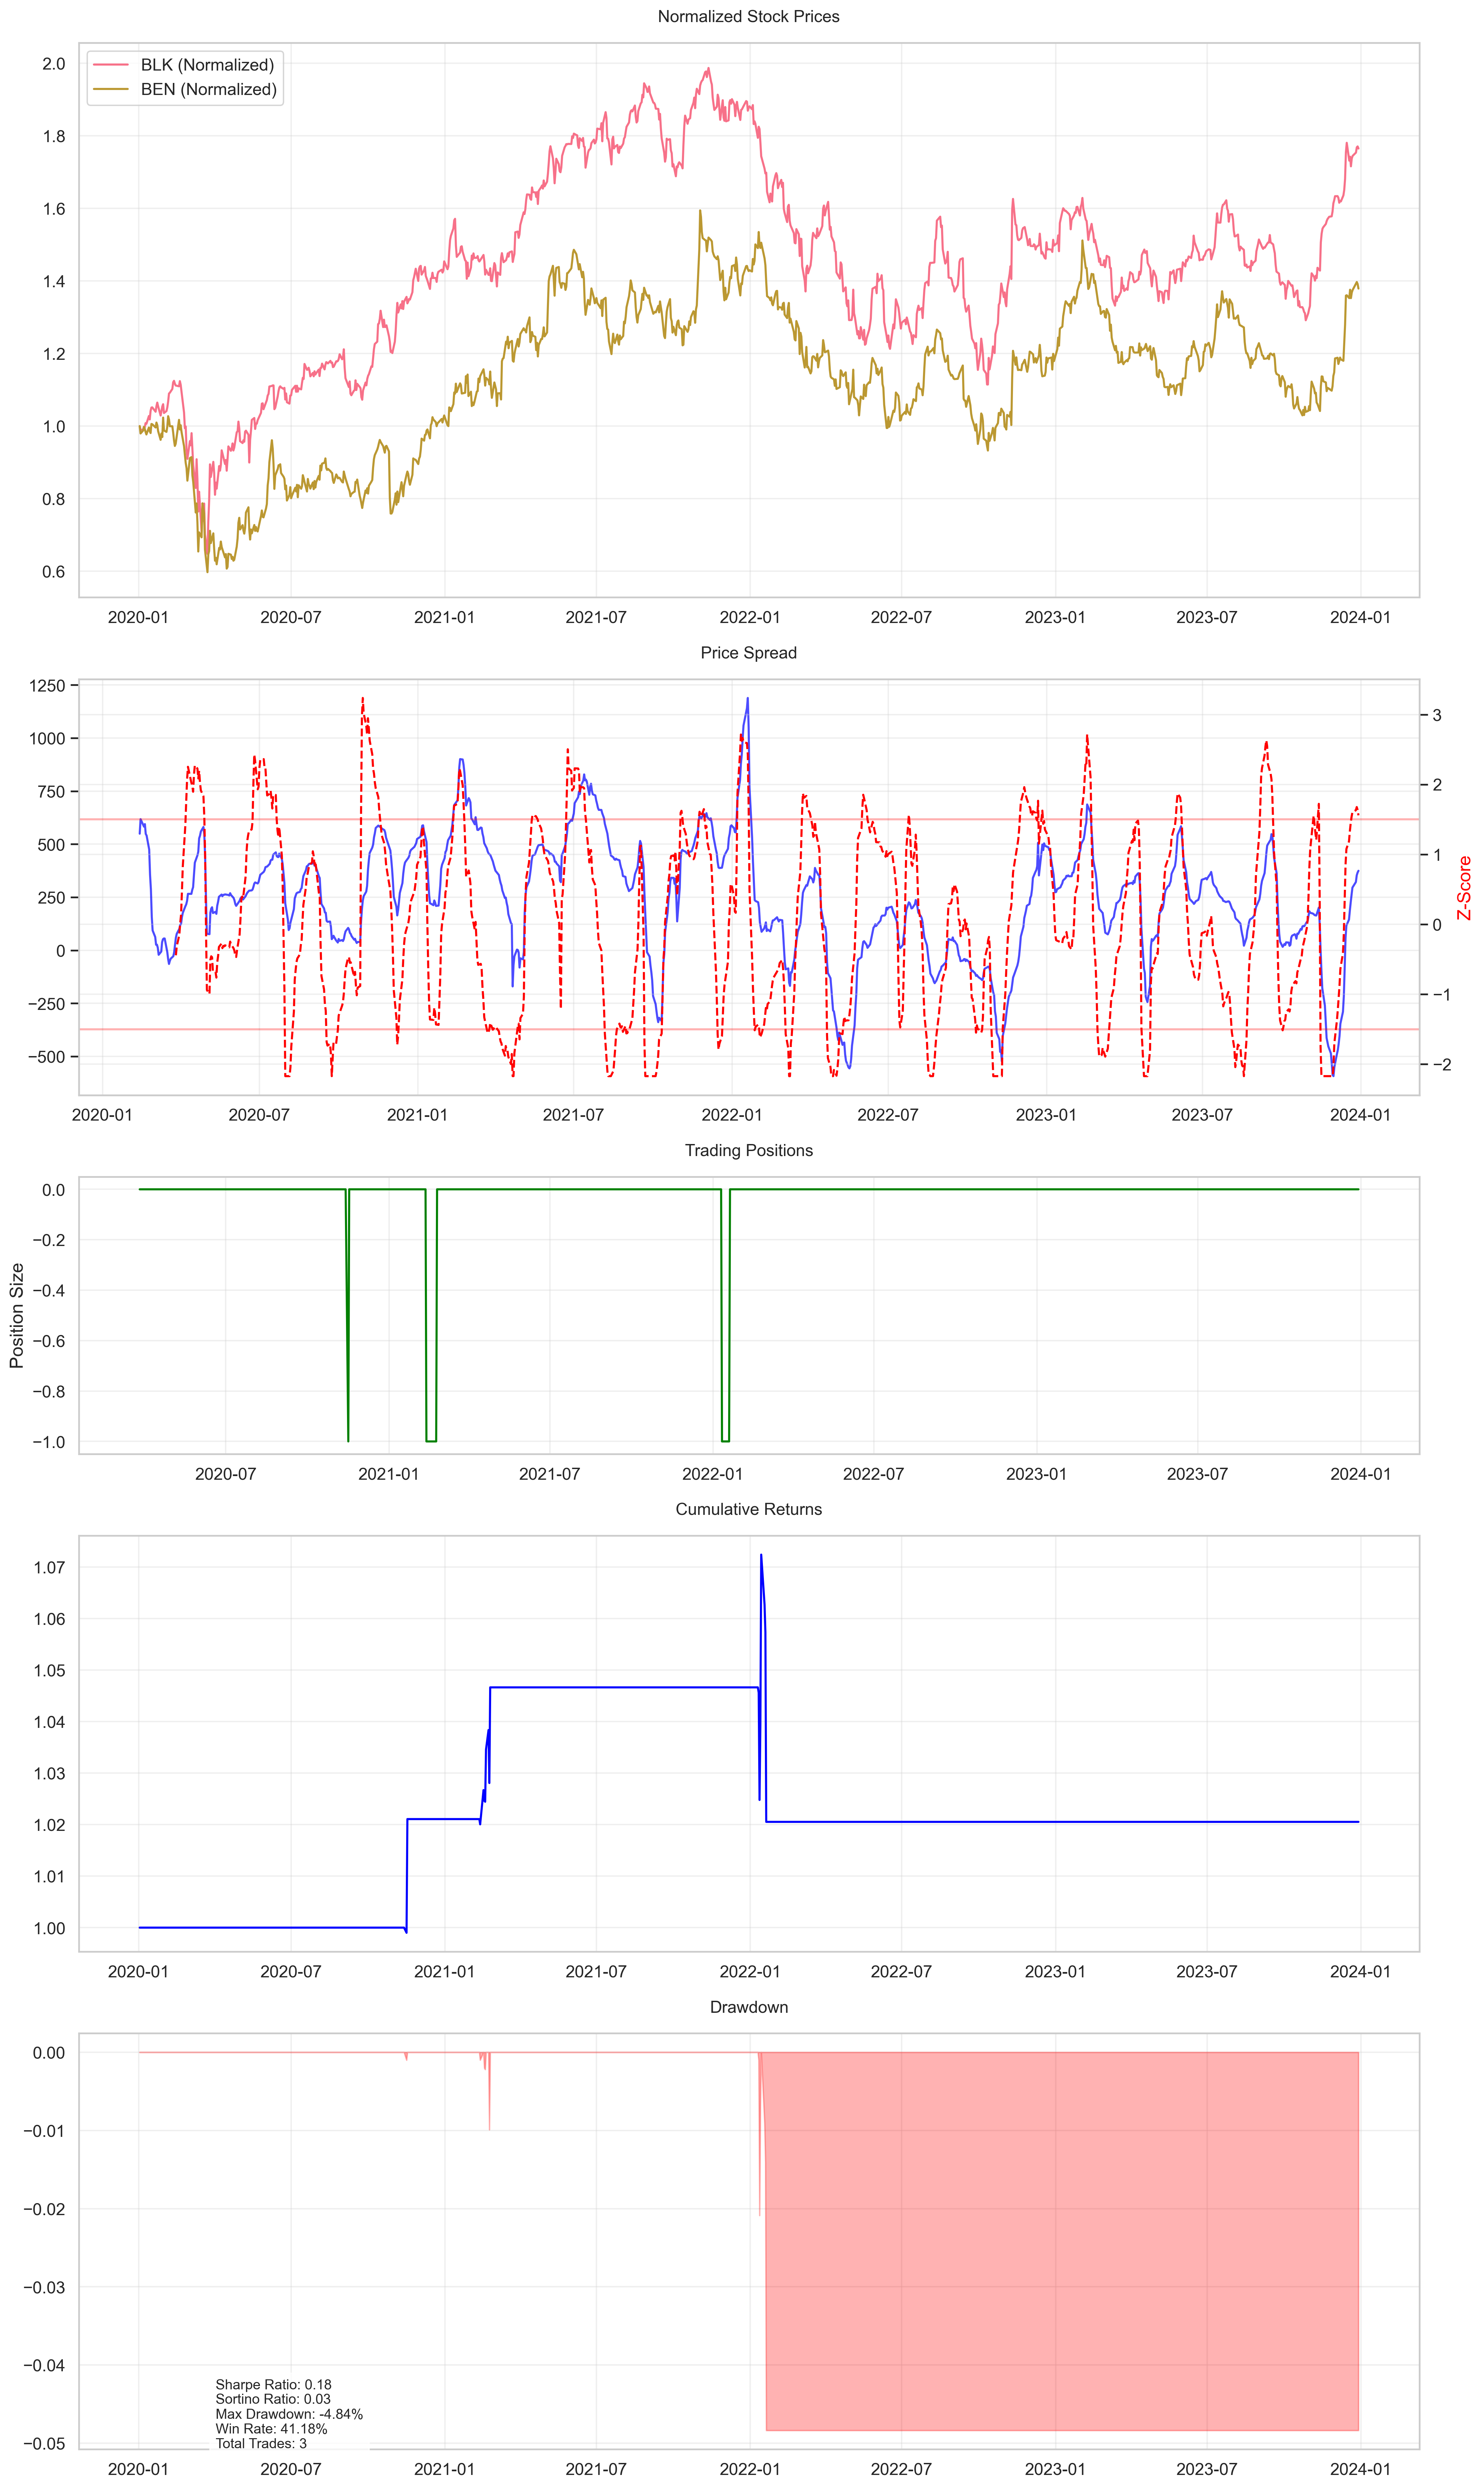 Normalized Stock Prices
BLK (Normalized)
BEN (Normalized)
2.0
1.8
1.6
1.4
1.2
1.0
0.8
0.6
2020-01 2020-07 2021-01 2021-07 2022-01 2022-07 2023-01 2023-07 2024-01
Price Spread
1250
1000
750
500
250
0
−250
−500
3
2
1
0
−1
−2
Z-Score
2020-01 2020-07 2021-01 2021-07 2022-01 2022-07 2023-01 2023-07 2024-01
Trading Positions
Position Size
0.0
−0.2
−0.4
−0.6
−0.8
−1.0
2020-07 2021-01 2021-07 2022-01 2022-07 2023-01 2023-07 2024-01
Cumulative Returns
1.07
1.06
1.05
1.04
1.03
1.02
1.01
1.00
2020-01 2020-07 2021-01 2021-07 2022-01 2022-07 2023-01 2023-07 2024-01
Drawdown
0.00
−0.01
−0.02
−0.03
−0.04
−0.05
Sharpe Ratio: 0.18
Sortino Ratio: 0.03
Max Drawdown: -4.84%
Win Rate: 41.18%
Total Trades: 3
2020-01 2020-07 2021-01 2021-07 2022-01 2022-07 2023-01 2023-07 2024-01